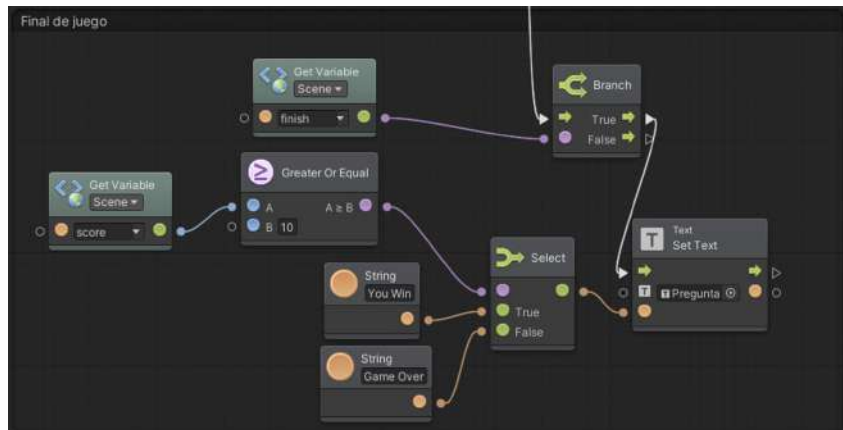 Final de juego
Get Variable
Scene
finish
Branch
True
False
Get Variable
Scene
score
Greater Or Equal
A
A ≥ B
B 10
String
You Win
String
Game Over
Select
True
False
Text
Set Text
T
Pregunta